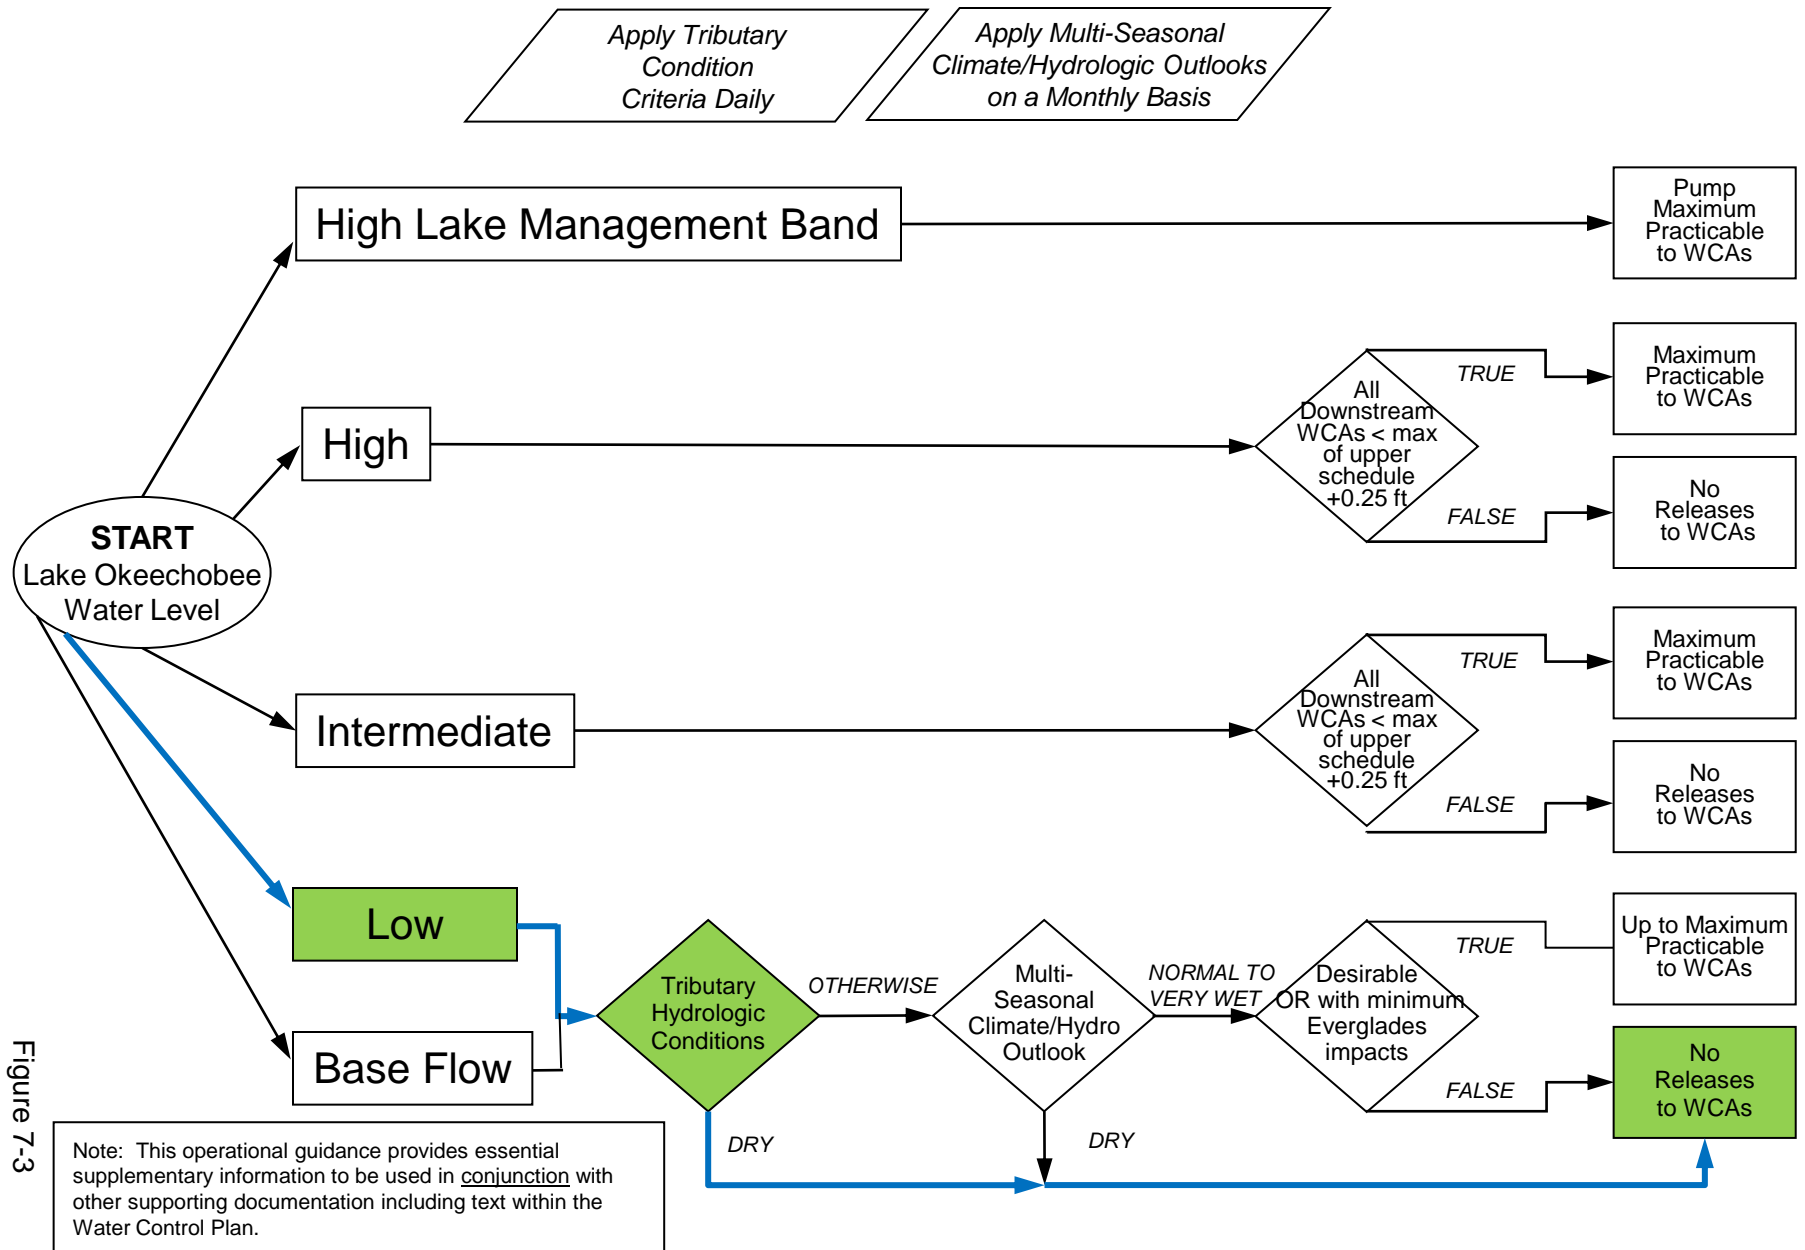 Apply Tributary
Condition
Criteria Daily
Apply Multi-Seasonal
Climate/Hydrologic Outlooks
on a Monthly Basis
High Lake Management Band
Pump
Maximum
Practicable
to WCAs
High
All
Downstream
WCAs < max
of upper
schedule
+0.25 ft
TRUE
Maximum
Practicable
to WCAs
FALSE
No
Releases
to WCAs
START
Lake Okeechobee
Water Level
Intermediate
All
Downstream
WCAs < max
of upper
schedule
+0.25 ft
TRUE
Maximum
Practicable
to WCAs
FALSE
No
Releases
to WCAs
Low
Base Flow
Tributary
Hydrologic
Conditions
OTHERWISE
DRY
Multi-
Seasonal
Climate/Hydro
Outlook
NORMAL TO
VERY WET
DRY
Desirable
OR with minimum
Everglades
impacts
TRUE
Up to Maximum
Practicable
to WCAs
FALSE
No
Releases
to WCAs
Figure 7-3
Note:  This operational guidance provides essential
supplementary information to be used in conjunction with
other supporting documentation including text within the
Water Control Plan.